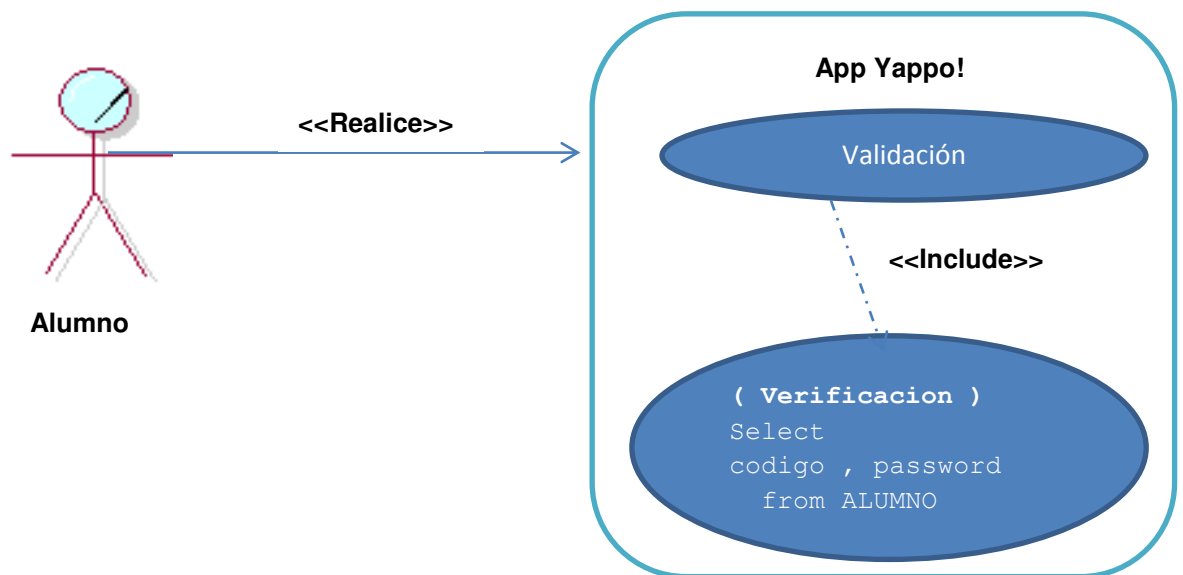 App Yappo!
<<Realice>>
Validación
<<Include>>
Alumno
( Verificacion )
Select
codigo , password
from ALUMNO